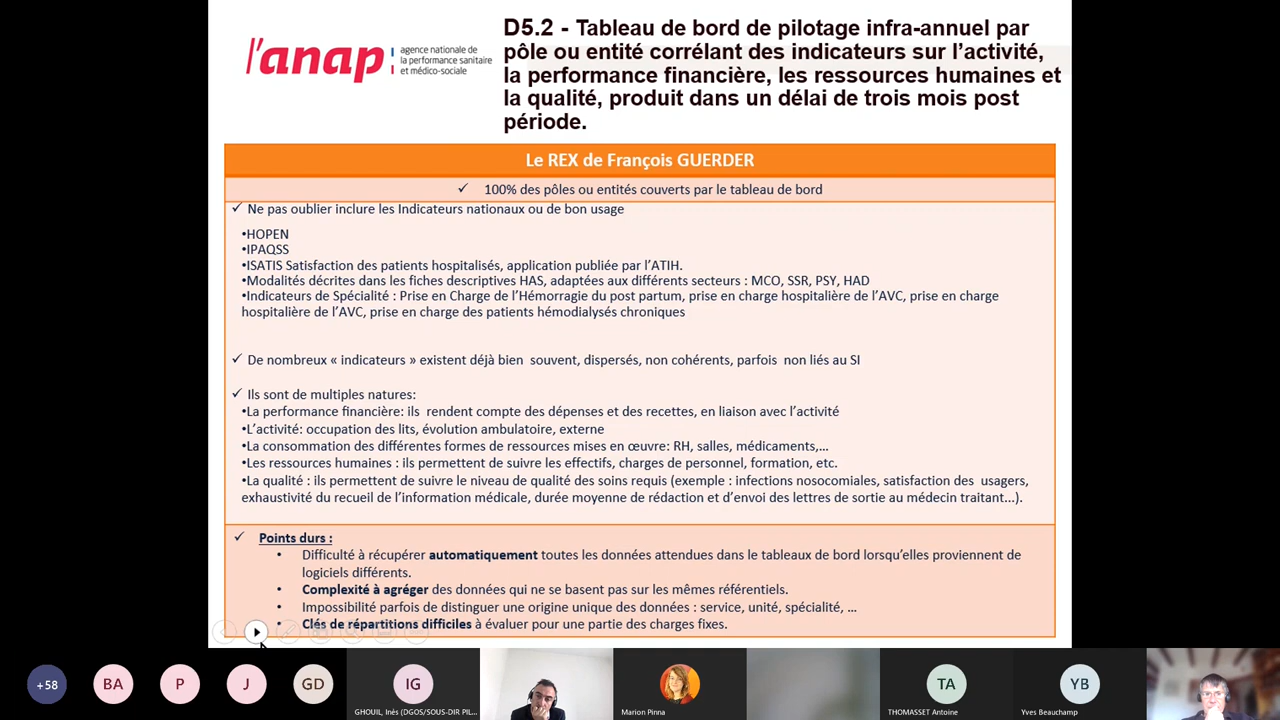 l'anap
agence nationale de
la performance sanitaire
et médico-sociale
D5.2 - Tableau de bord de pilotage infra-annuel par
pôle ou entité corrélant des indicateurs sur l'activité,
la performance financière, les ressources humaines et
la qualité, produit dans un délai de trois mois post
période.
Le REX de François GUERDER
✓ 100% des pôles ou entités couverts par le tableau de bord
✓ Ne pas oublier inclure les Indicateurs nationaux ou de bon usage
•HOPEN
•IPAQSS
•ISATIS Satisfaction des patients hospitalisés, application publiée par l'ATIH.
•Modalités décrites dans les fiches descriptives HAS, adaptées aux différents secteurs : MCO, SSR, PSY, HAD
•Indicateurs de Spécialité : Prise en Charge de l'Hémorragie du post partum, prise en charge hospitalière de l'AVC, prise en charge
hospitalière de l'AVC, prise en charge des patients hémodialysés chroniques
✓ De nombreux « indicateurs » existent déjà bien souvent, dispersés, non cohérents, parfois non liés au SI
✓ Ils sont de multiples natures:
•La performance financière: ils rendent compte des dépenses et des recettes, en liaison avec l'activité
•L'activité: occupation des lits, évolution ambulatoire, externe
•La consommation des différentes formes de ressources mises en œuvre: RH, salles, médicaments,…
•Les ressources humaines : ils permettent de suivre les effectifs, charges de personnel, formation, etc.
•La qualité : ils permettent de suivre le niveau de qualité des soins requis (exemple : infections nosocomiales, satisfaction des usagers,
exhaustivité du recueil de l'information médicale, durée moyenne de rédaction et d'envoi des lettres de sortie au médecin traitant...).
✓ Points durs :
• Difficulté à récupérer automatiquement toutes les données attendues dans le tableaux de bord lorsqu'elles proviennent de
logiciels différents.
• Complexité à agréger des données qui ne se basent pas sur les mêmes référentiels.
• Impossibilité parfois de distinguer une origine unique des données : service, unité, spécialité, …
• Clés de répartitions difficiles à évaluer pour une partie des charges fixes.
+58
BA
P
J
GD
IG
TA
YB
GHOUIL, Inès (DGOS/SOUS-DIR PIL...
Marion Pinna
THOMASSET Antoine
Yves Beauchamp